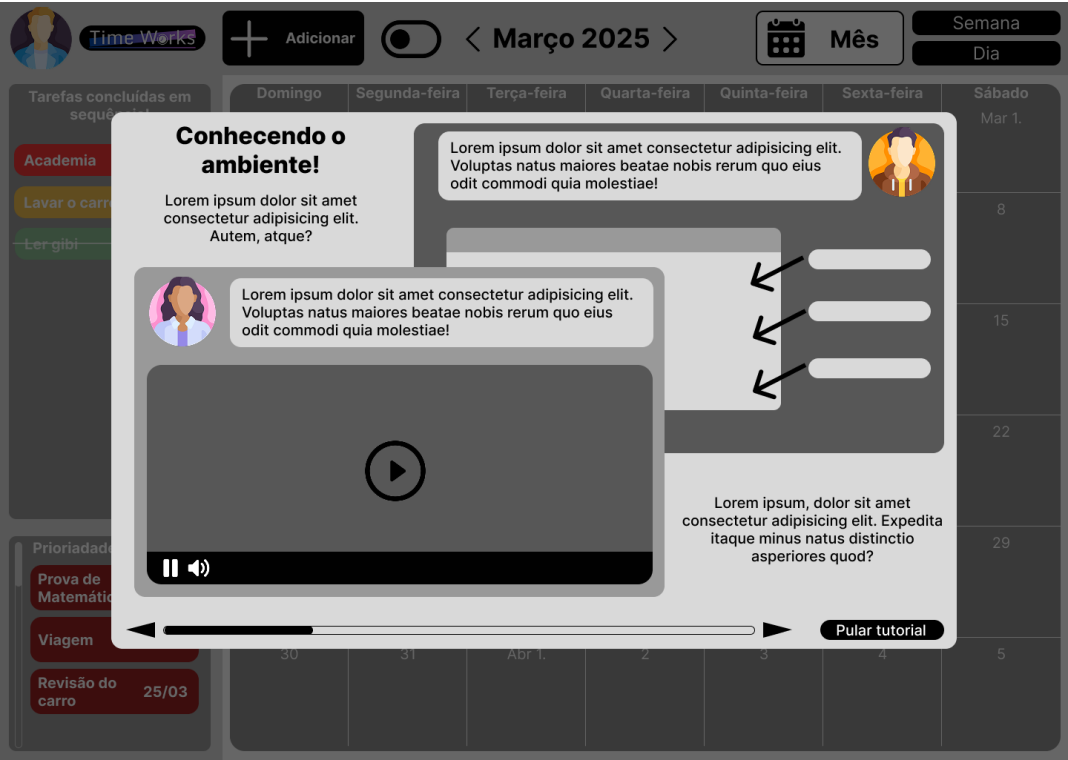 Time Works
Adicionar
Março 2025
Mês
Semana
Dia
Tarefas concluídas em
Academia
Lavar o carro
Ler gibi
Prova de
Viagem
Revisão do
carro
25/03
Domingo
Segunda-feira
Terça-feira
Quarta-feira
Quinta-feira
Sexta-feira
Sábado
Mar 1.
8
15
22
29
30
31
Abr 1.
2
3
4
5
Conhecendo o
ambiente!
Lorem ipsum dolor sit amet
consectetur adipisicing elit.
Autem, atque?
Lorem ipsum dolor sit amet consectetur adipisicing elit.
Voluptas natus maiores beatae nobis rerum quo eius
odit commodi quia molestiae!
Lorem ipsum dolor sit amet consectetur adipisicing elit.
Voluptas natus maiores beatae nobis rerum quo eius
odit commodi quia molestiae!
Lorem ipsum, dolor sit amet
consectetur adipisicing elit. Expedita
itaque minus natus distinctio
asperiores quod?
Pular tutorial